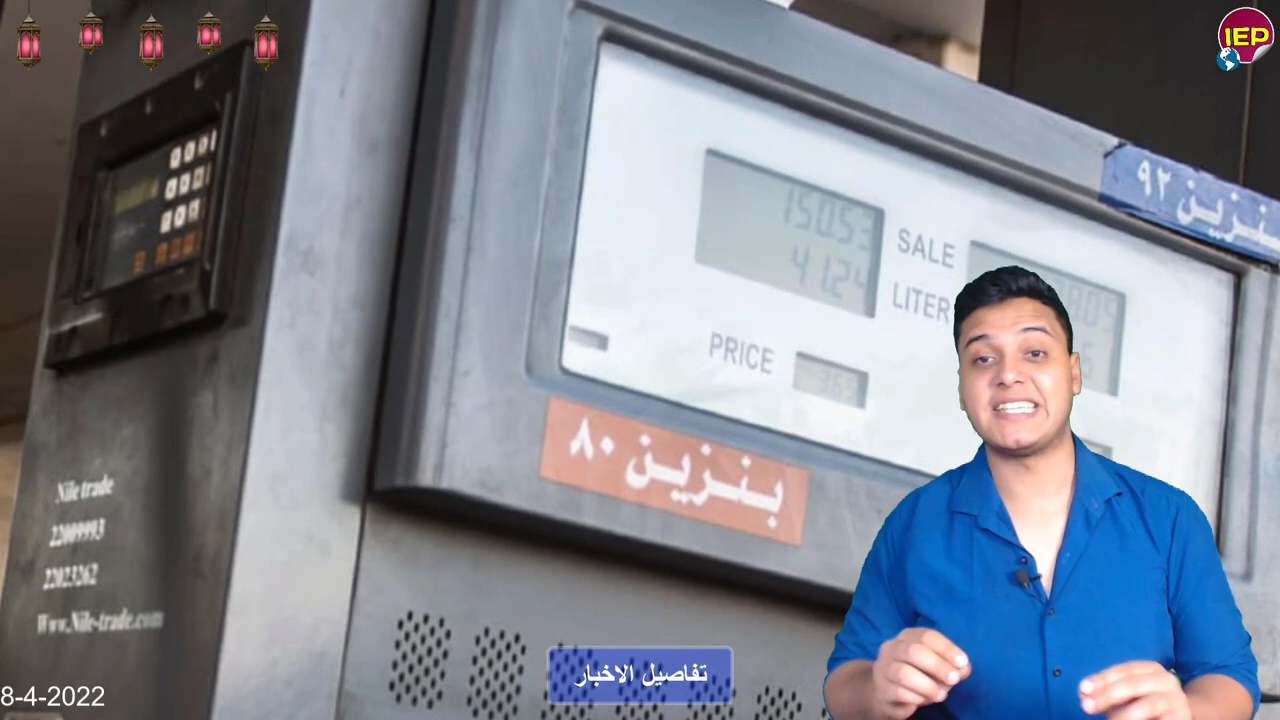 IEP
بنزين ٩٢
150.53
SALE
41.24
LITER
PRICE
365
بنزين ٨٠
Nile trade
22009993
22023262
Www.Nile-trade.com
تفاصيل الاخبار
8-4-2022